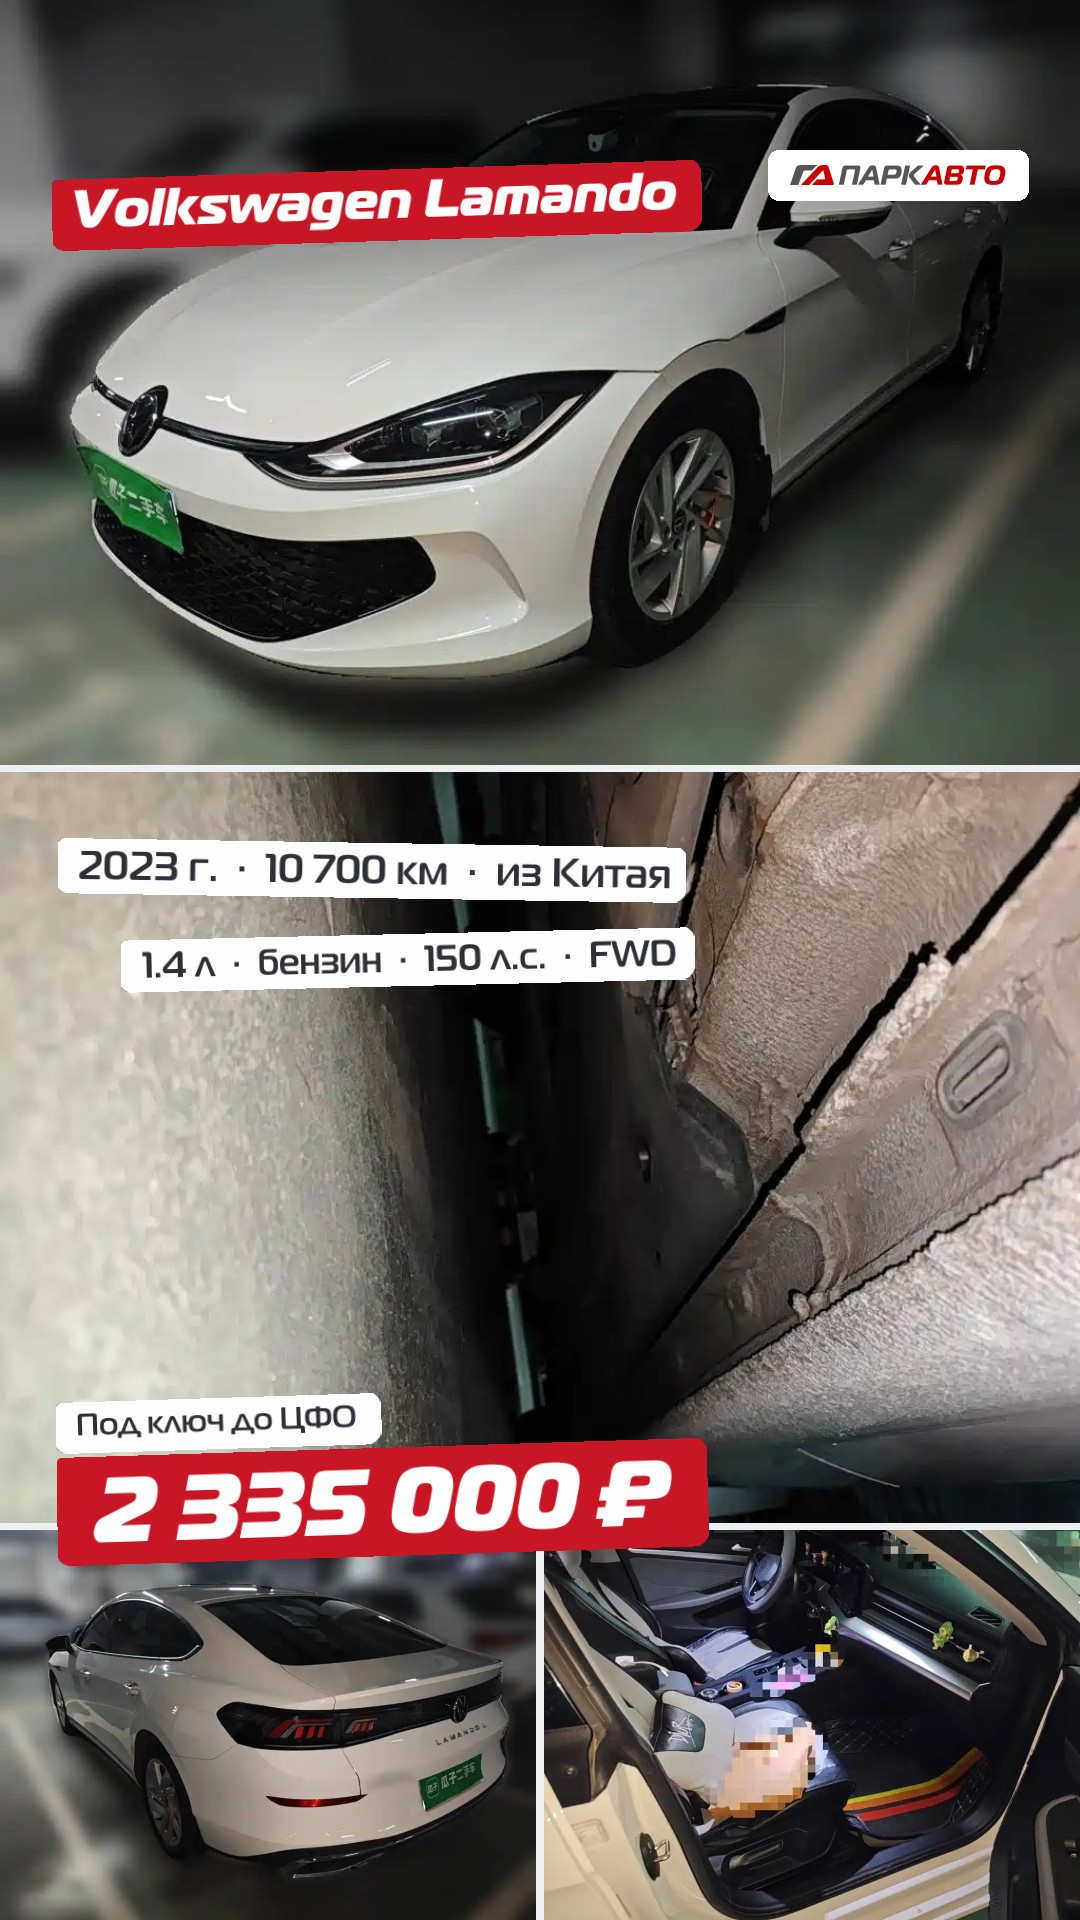 Volkswagen Lamando
ПАРКАВТО
瓜子二手车
2023 г. · 10 700 км · из Китая
1.4 л · бензин · 150 л.с. · FWD
Под ключ до ЦФО
2 335 000 ₽
LAMANDO L
瓜子二手车